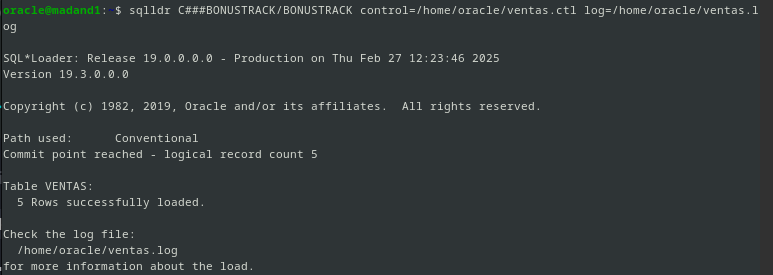 oracle@madand1: $ sqlldr C###BONUSTRACK/BONUSTRACK control=/home/oracle/ventas.ctl log=/home/oracle/ventas.l
og
SQL*Loader: Release 19.0.0.0.0 - Production on Thu Feb 27 12:23:46 2025
Version 19.3.0.0.0
Copyright (c) 1982, 2019, Oracle and/or its affiliates.  All rights reserved.
Path used:      Conventional
Commit point reached - logical record count 5
Table VENTAS:
  5 Rows successfully loaded.
Check the log file:
  /home/oracle/ventas.log
for more information about the load.